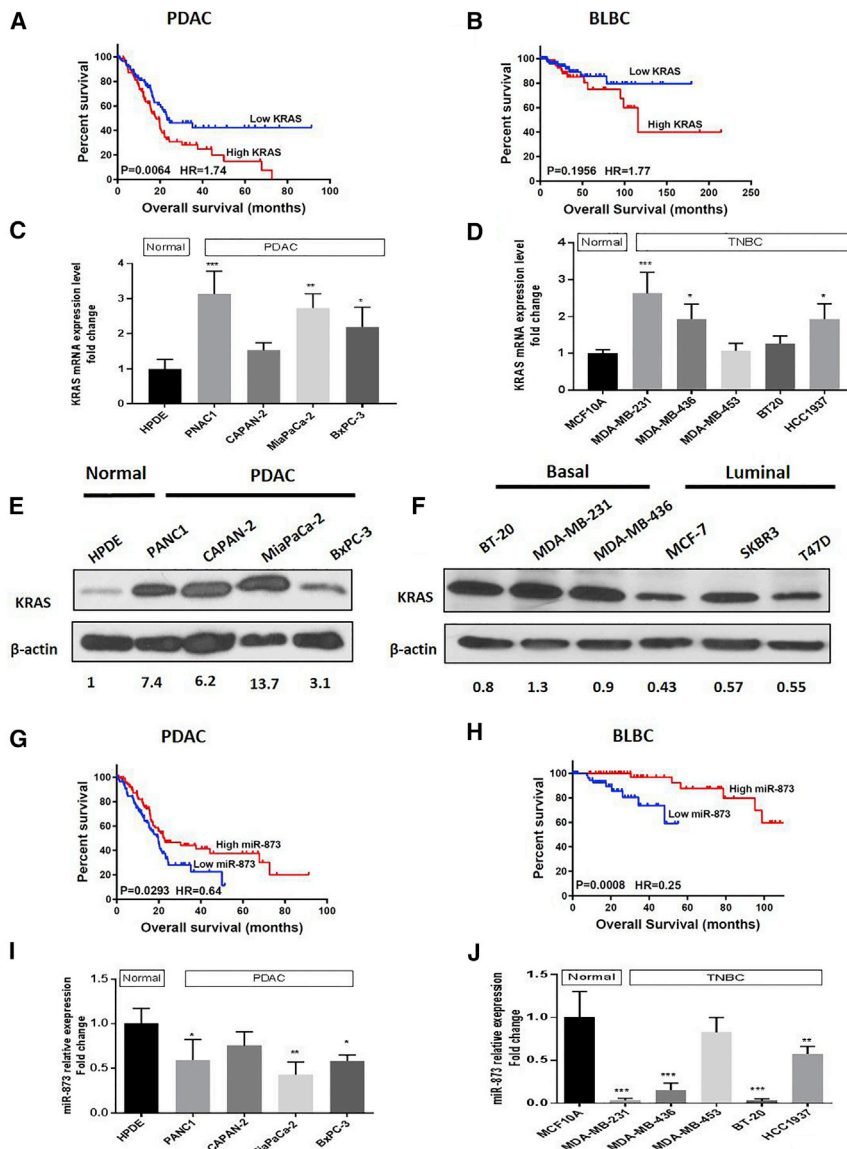 A
PDAC
Percent survival
100
80
60
40
20
0
Low KRAS
High KRAS
P=0.0064 HR=1.74
0 20 40 60 80 100
Overall survival (months)
B
BLBC
Percent survival
100
80
60
40
20
0
Low KRAS
High KRAS
P=0.1956 HR=1.77
0 50 100 150 200 250
Overall survival (months)
C
Normal PDAC
KRAS mRNA expression level
fold change
4
3
2
1
0
*** ** *
HPDE PNAC1 CAPAN-2 MiaPaCa-2 BxPC-3
D
Normal TNBC
KRAS mRNA expression level
fold change
4
3
2
1
0
*** * *
MCF10A MDA-MB-231 MDA-MB-436 MDA-MB-453 BT20 HCC1937
E
Normal PDAC
HPDE PANC1 CAPAN-2 MiaPaCa-2 BxPC-3
KRAS
β-actin
1 7.4 6.2 13.7 3.1
F
Basal Luminal
BT-20 MDA-MB-231 MDA-MB-436 MCF-7 SKBR3 T47D
KRAS
β-actin
0.8 1.3 0.9 0.43 0.57 0.55
G
PDAC
Percent survival
100
80
60
40
20
0
High miR-873
Low miR-873
P=0.0293 HR=0.64
0 20 40 60 80 100
Overall survival (months)
H
BLBC
Percent survival
100
80
60
40
20
0
High miR-873
Low miR-873
P=0.0008 HR=0.25
0 20 40 60 80 100
Overall survival (months)
I
Normal PDAC
miR-873 relative exepression
Fold change
1.5
1.0
0.5
0.0
* ** *
HPDE PANC1 CAPAN-2 MiaPaCa-2 BxPC-3
J
Normal TNBC
miR-873 relative exepression
Fold change
1.5
1.0
0.5
0.0
*** *** *** **
MCF10A MDA-MB-231 MDA-MB-436 MDA-MB-453 BT-20 HCC1937